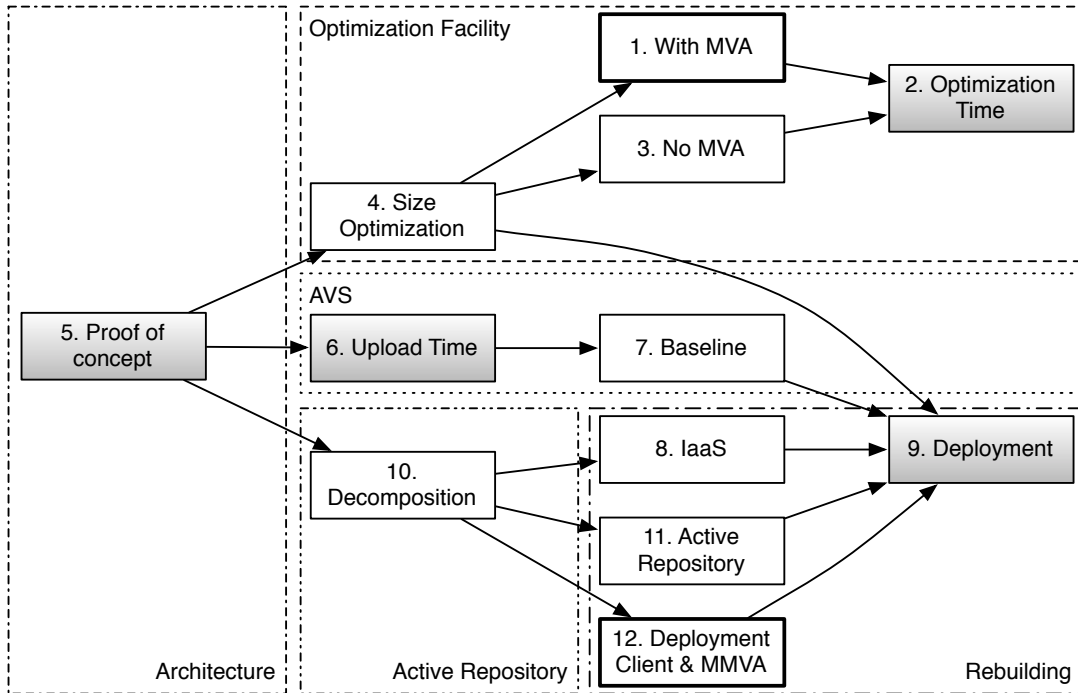 Optimization Facility
1. With MVA
2. Optimization
Time
3. No MVA
4. Size
Optimization
AVS
5. Proof of
concept
6. Upload Time
7. Baseline
8. IaaS
9. Deployment
10.
Decomposition
11. Active
Repository
12. Deployment
Client & MMVA
Architecture
Active Repository
Rebuilding